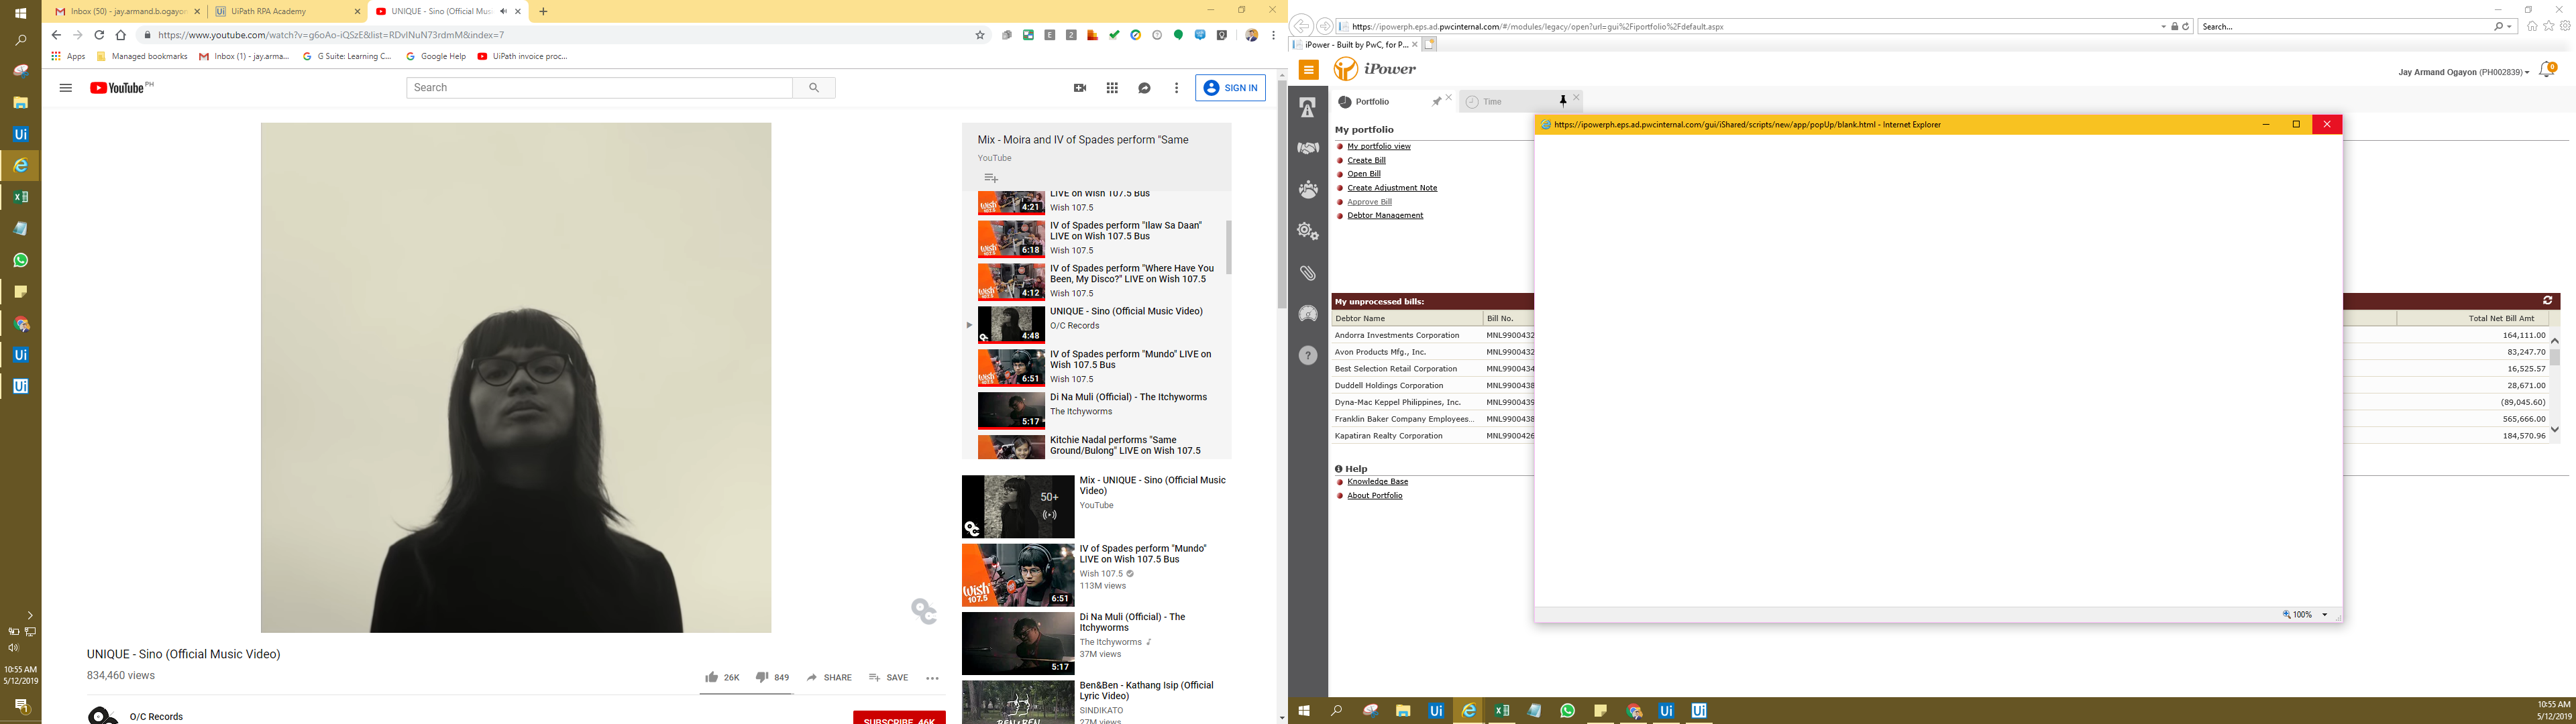 Inbox (50) - jay.armand.b.ogayon
UiPath RPA Academy
UNIQUE - Sino (Official Mus
https://www.youtube.com/watch?v=g6oAo-iQSzE&list=RDvlNuN73rdmM&index=7
Apps
Managed bookmarks
Inbox (1) - jay.arma...
G Suite: Learning C...
Google Help
UiPath invoice proc...
YouTube PH
Search
SIGN IN
Mix - Moira and IV of Spades perform "Same
YouTube
LIVE on Wish 107.5 Bus
Wish 107.5
4:21
IV of Spades perform "Ilaw Sa Daan"
LIVE on Wish 107.5 Bus
Wish 107.5
6:18
IV of Spades perform "Where Have You
Been, My Disco?" LIVE on Wish 107.5
Wish 107.5
4:12
UNIQUE - Sino (Official Music Video)
O/C Records
4:48
IV of Spades perform "Mundo" LIVE on
Wish 107.5 Bus
Wish 107.5
6:51
Di Na Muli (Official) - The Itchyworms
The Itchyworms
5:17
Kitchie Nadal performs "Same
Ground/Bulong" LIVE on Wish 107.5
Mix - UNIQUE - Sino (Official Music
Video)
YouTube
50+
IV of Spades perform "Mundo"
LIVE on Wish 107.5 Bus
Wish 107.5
113M views
wish
107.5
6:51
Di Na Muli (Official) - The
Itchyworms
The Itchyworms
37M views
5:17
Ben&Ben - Kathang Isip (Official
Lyric Video)
SINDIKATO
27M views
BEN&BEN
UNIQUE - Sino (Official Music Video)
834,460 views
26K
849
SHARE
SAVE
O/C Records
SUBSCRIBE 46K
10:55 AM
5/12/2019
https://ipowerph.eps.ad.pwcinternal.com/#/modules/legacy/open?url=gui%2Fiportfolio%2Fdefault.aspx
Search...
iPower - Built by PwC, for P...
iPower
Jay Armand Ogayon (PH002839)
0
Portfolio
Time
My portfolio
My portfolio view
Create Bill
Open Bill
Create Adjustment Note
Approve Bill
Debtor Management
https://ipowerph.eps.ad.pwcinternal.com/gui/iShared/scripts/new/app/popUp/blank.html - Internet Explorer
100%
My unprocessed bills:
Debtor Name Bill No. Total Net Bill Amt
Andorra Investments Corporation MNL9900432 164,111.00
Avon Products Mfg., Inc. MNL9900432 83,247.70
Best Selection Retail Corporation MNL9900434 16,525.57
Duddell Holdings Corporation MNL9900438 28,671.00
Dyna-Mac Keppel Philippines, Inc. MNL9900439 (89,045.60)
Franklin Baker Company Employees... MNL9900438 565,666.00
Kapatiran Realty Corporation MNL9900426 184,570.96
Help
Knowledge Base
About Portfolio
10:55 AM
5/12/2019